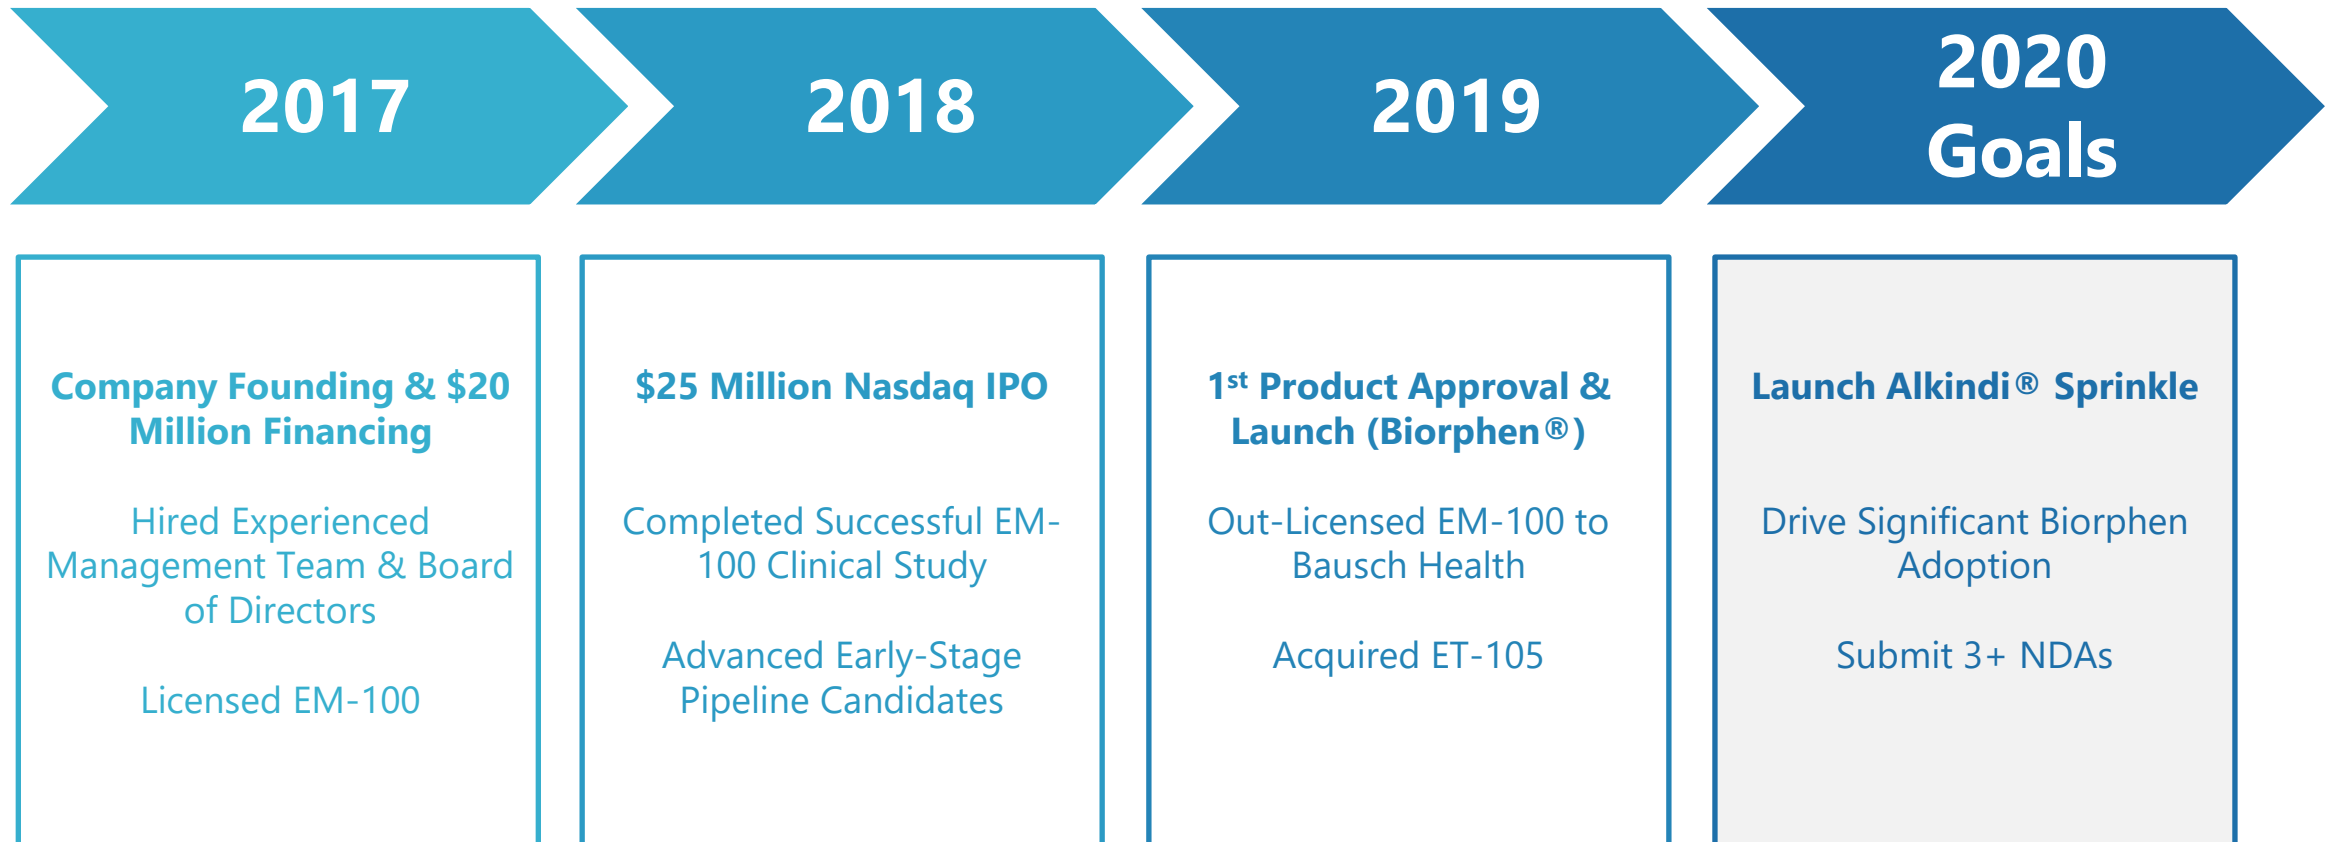 2017
2018
2019
2020
Goals
Company Founding & $20
Million Financing
Hired Experienced
Management Team & Board
of Directors
Licensed EM-100
$25 Million Nasdaq IPO
Completed Successful EM-
100 Clinical Study
Advanced Early-Stage
Pipeline Candidates
1st Product Approval &
Launch (Biorphen®)
Out-Licensed EM-100 to
Bausch Health
Acquired ET-105
Launch Alkindi® Sprinkle
Drive Significant Biorphen
Adoption
Submit 3+ NDAs